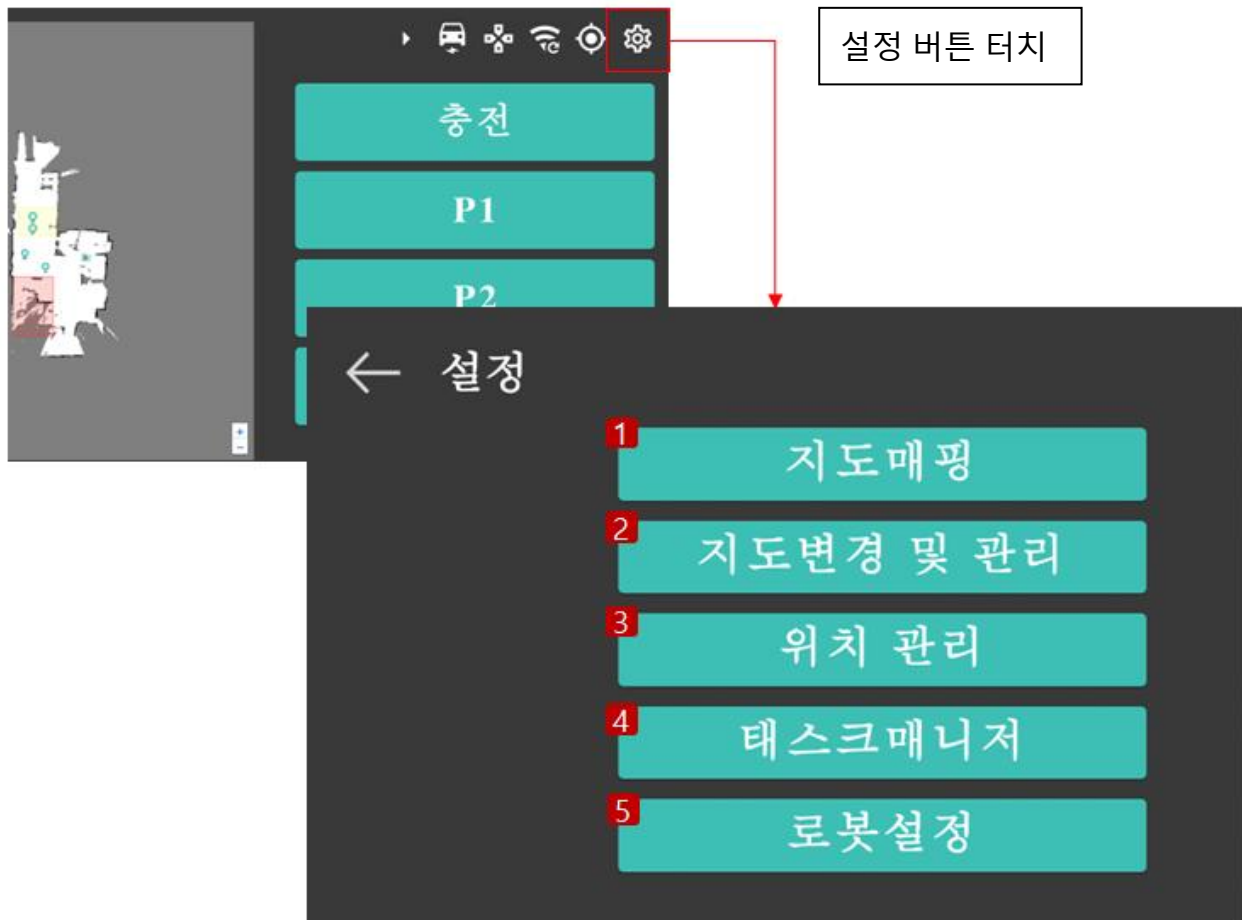 설정 버튼 터치
충전
P1
P2
← 설정
1 지도매핑
2 지도변경 및 관리
3 위치 관리
4 태스크매니저
5 로봇설정